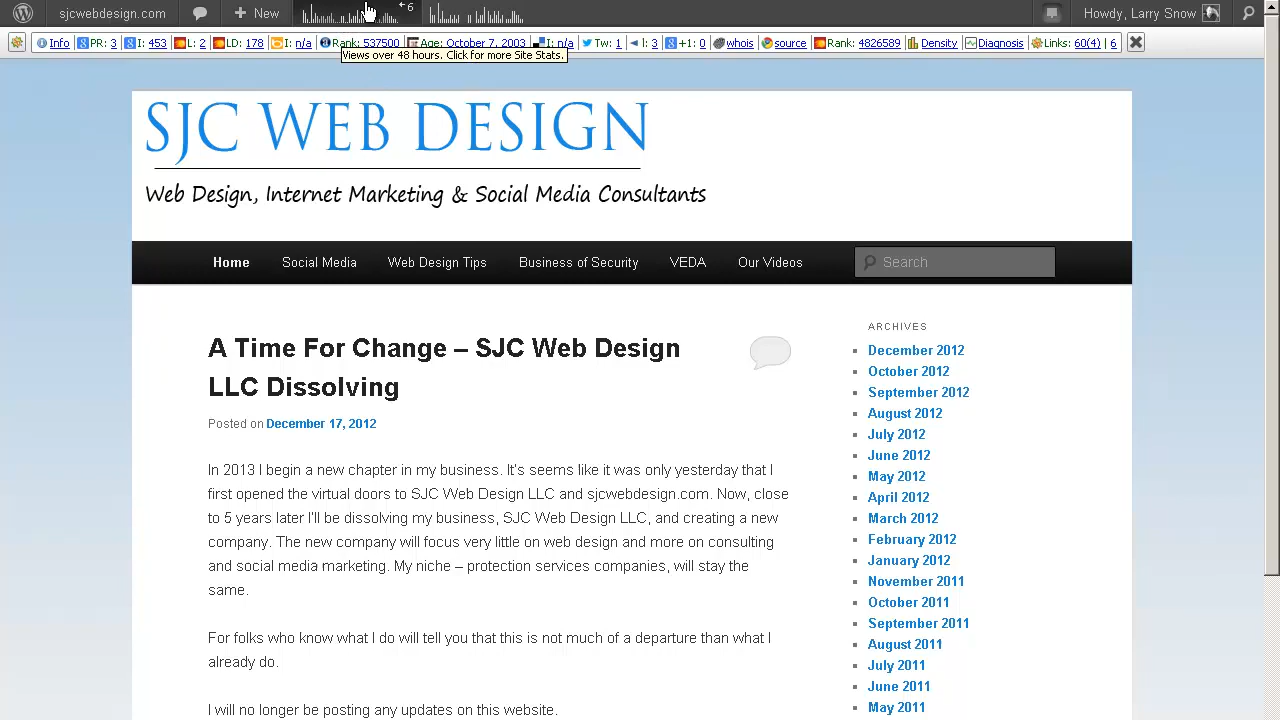 sjcwebdesign.com New 6 Howdy, Larry Snow
Info PR: 3 I: 453 L: 2 LD: 178 I: n/a Rank: 537500 Age: October 7, 2003 I: n/a Tw: 1 I: 3 +1: 0 whois source Rank: 4826589 Density Diagnosis Links: 60(4) | 6
Views over 48 hours. Click for more Site Stats.
SJC WEB DESIGN
Web Design, Internet Marketing & Social Media Consultants
Home Social Media Web Design Tips Business of Security VEDA Our Videos Search
A Time For Change – SJC Web Design
LLC Dissolving
Posted on December 17, 2012
In 2013 I begin a new chapter in my business. It's seems like it was only yesterday that I
first opened the virtual doors to SJC Web Design LLC and sjcwebdesign.com. Now, close
to 5 years later I'll be dissolving my business, SJC Web Design LLC, and creating a new
company. The new company will focus very little on web design and more on consulting
and social media marketing. My niche – protection services companies, will stay the
same.
For folks who know what I do will tell you that this is not much of a departure than what I
already do.
I will no longer be posting any updates on this website.
ARCHIVES
December 2012
October 2012
September 2012
August 2012
July 2012
June 2012
May 2012
April 2012
March 2012
February 2012
January 2012
November 2011
October 2011
September 2011
August 2011
July 2011
June 2011
May 2011